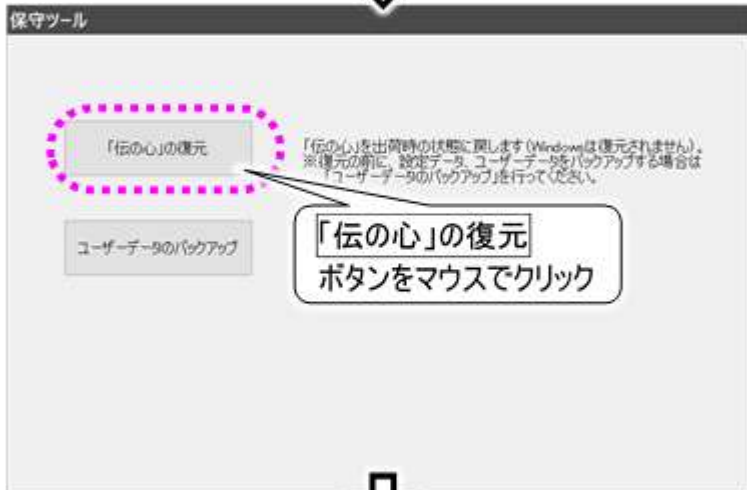 保守ツール
「伝の心」の復元
「伝の心」を出荷時の状態に戻します(Windowsは復元されません)。
※復元の前に、設定データ、ユーザーデータをバックアップする場合は
「ユーザーデータのバックアップ」を行ってください。
「伝の心」の復元
ボタンをマウスでクリック
ユーザーデータのバックアップ